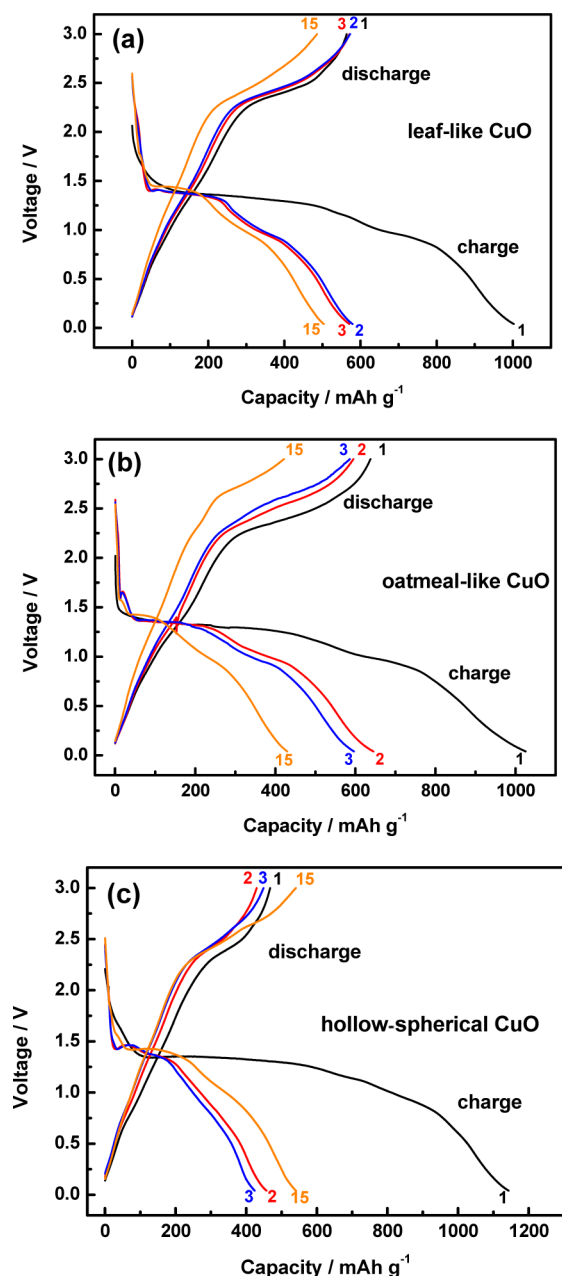 (a)
15 3 2 1
discharge
leaf-like CuO
charge
15 3 2 1
3.0
2.5
2.0
1.5
1.0
0.5
0.0
Voltage / V
0 200 400 600 800 1000
Capacity / mAh g⁻¹
(b)
15 3 2 1
discharge
oatmeal-like CuO
charge
15 3 2 1
3.0
2.5
2.0
1.5
1.0
0.5
0.0
Voltage / V
0 200 400 600 800 1000
Capacity / mAh g⁻¹
(c)
2 3 1 15
discharge
hollow-spherical CuO
charge
3 2 15 1
3.0
2.5
2.0
1.5
1.0
0.5
0.0
Voltage / V
0 200 400 600 800 1000 1200
Capacity / mAh g⁻¹